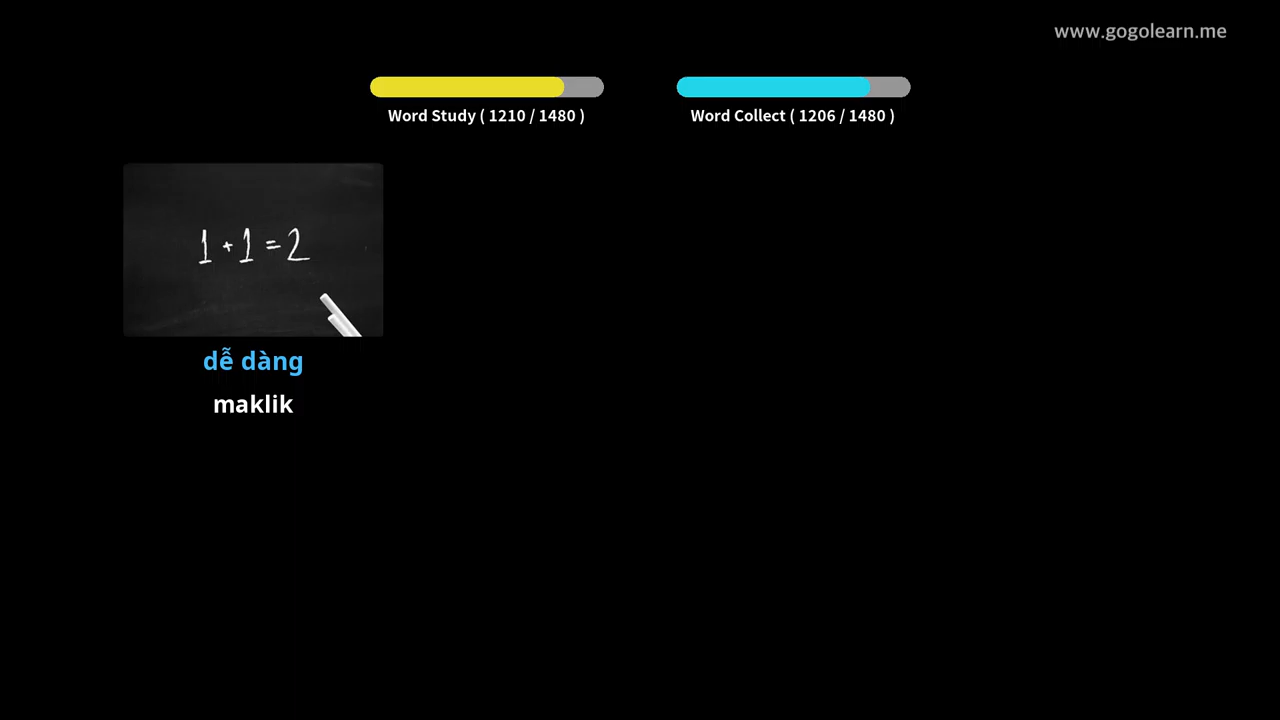 www.gogolearn.me
Word Study ( 1210 / 1480 )
Word Collect ( 1206 / 1480 )
1 + 1 = 2
dễ dàng
maklik